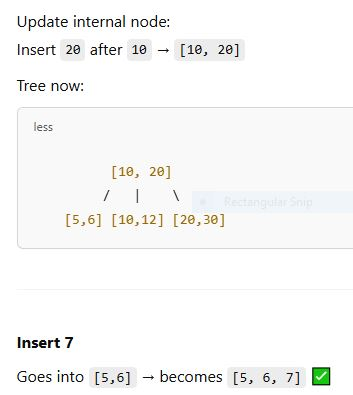 Update internal node:
Insert 20 after 10 → [10, 20]
Tree now:
less
[10, 20]
/ | \
[5,6] [10,12] [20,30]
Rectangular Snip
Insert 7
Goes into [5,6] → becomes [5, 6, 7] ✅